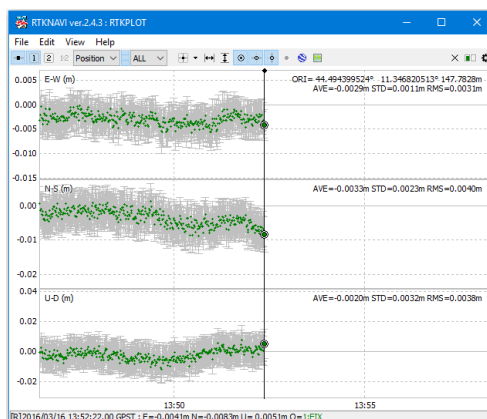 RTKNAVI ver.2.4.3 : RTKPLOT
File Edit View Help
1 2 1-2 Position ALL
0.005 E-W (m) ORI= 44.494399524° 11.346820513° 147.7828m
AVE=-0.0029m STD=0.0011m RMS=0.0031m
0.000
-0.005
-0.010
-0.015
N-S (m) AVE=-0.0033m STD=0.0023m RMS=0.0040m
0.00
-0.01
-0.02
0.04
U-D (m) AVE=-0.0020m STD=0.0032m RMS=0.0038m
0.02
0.00
-0.02
13:50 13:55
[R]2016/03/16 13:52:22.00 GPST : E=-0.0041m N=-0.0083m U= 0.0051m Q=1:FIX